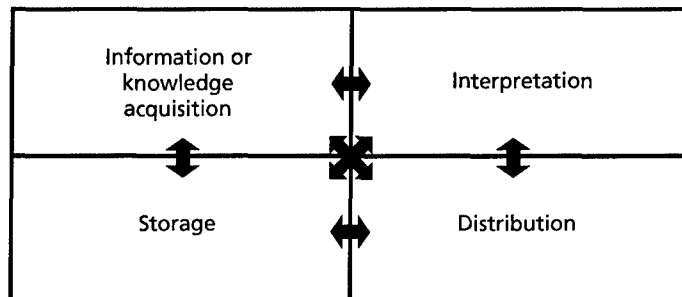 Information or
knowledge
acquisition
Interpretation
Storage
Distribution